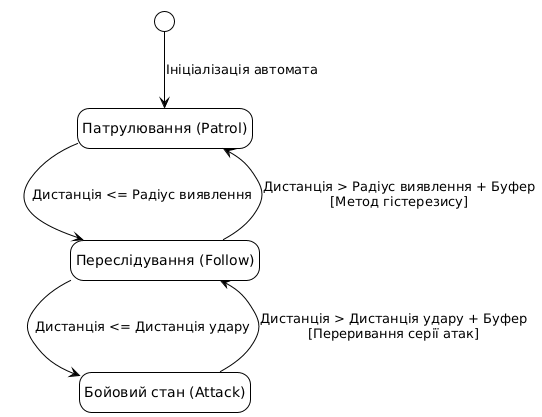 Ініціалізація автомата
Патрулювання (Patrol)
Дистанція <= Радіус виявлення
Дистанція > Радіус виявлення + Буфер
[Метод гістерезису]
Переслідування (Follow)
Дистанція <= Дистанція удару
Дистанція > Дистанція удару + Буфер
[Переривання серії атак]
Бойовий стан (Attack)